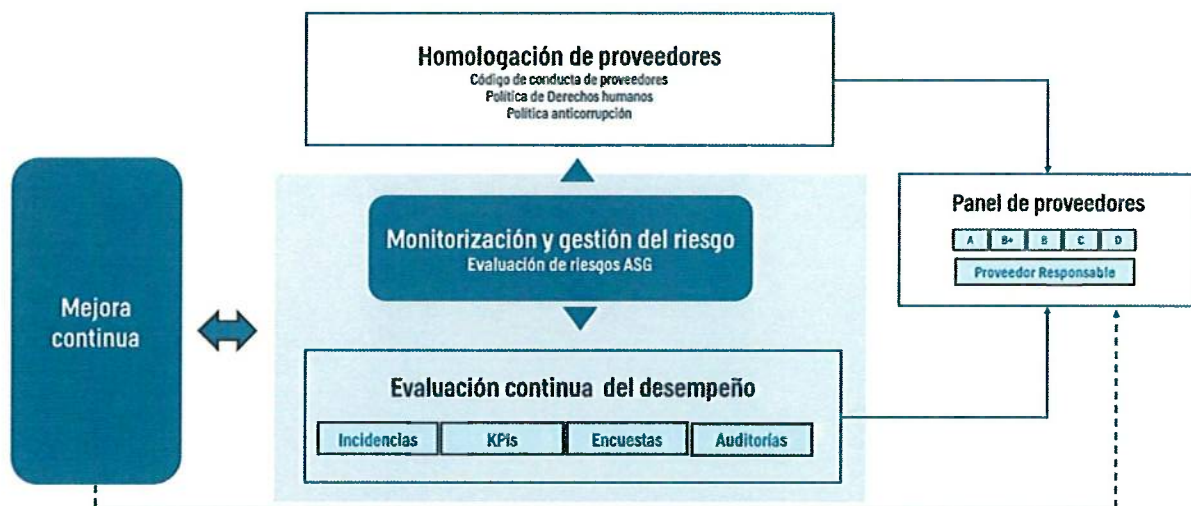 Homologación de proveedores
Código de conducta de proveedores
Política de Derechos humanos
Política anticorrupción
Panel de proveedores
A B+ B C D
Proveedor Responsable
Monitorización y gestión del riesgo
Evaluación de riesgos ASG
Mejora
continua
Evaluación continua del desempeño
Incidencias KPIs Encuestas Auditorías